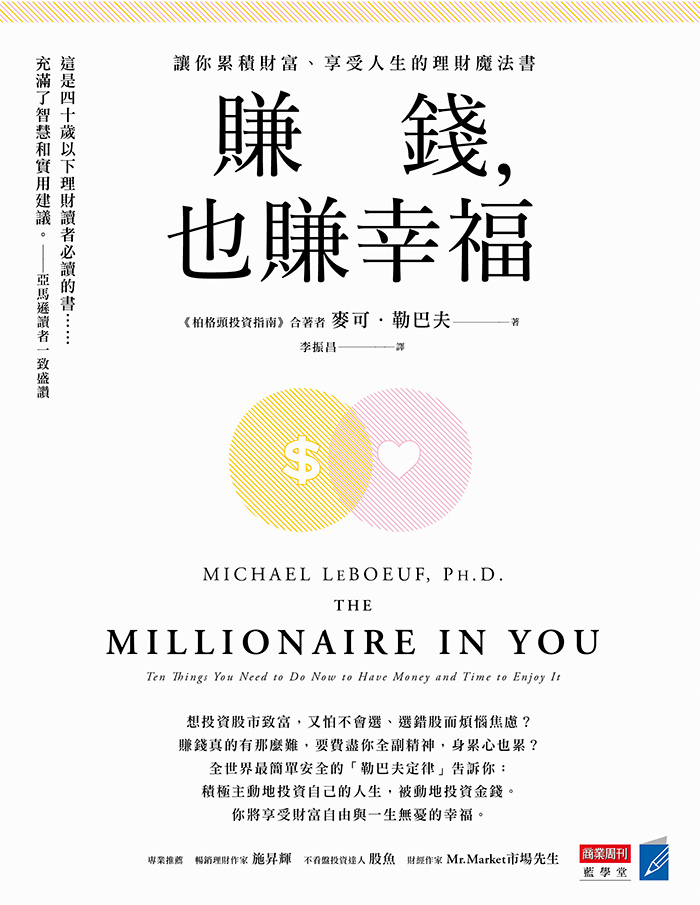 讓你累積財富、享受人生的理財魔法書
賺錢,
也賺幸福
這是四十歲以下理財讀者必讀的書……
充滿了智慧和實用建議。——亞馬遜讀者一致盛讚
《柏格頭投資指南》合著者 麥可·勒巴夫———著
李振昌———譯
$
MICHAEL LEBOEUF, PH.D.
THE
MILLIONAIRE IN YOU
Ten Things You Need to Do Now to Have Money and Time to Enjoy It
想投資股市致富，又怕不會選、選錯股而煩惱焦慮？
賺錢真的有那麼難，要費盡你全副精神，身累心也累？
全世界最簡單安全的「勒巴夫定律」告訴你：
積極主動地投資自己的人生，被動地投資金錢。
你將享受財富自由與一生無憂的幸福。
專業推薦 暢銷理財作家 施昇輝 不看盤投資達人 股魚 財經作家 Mr.Market市場先生
商業周刊
藍學堂